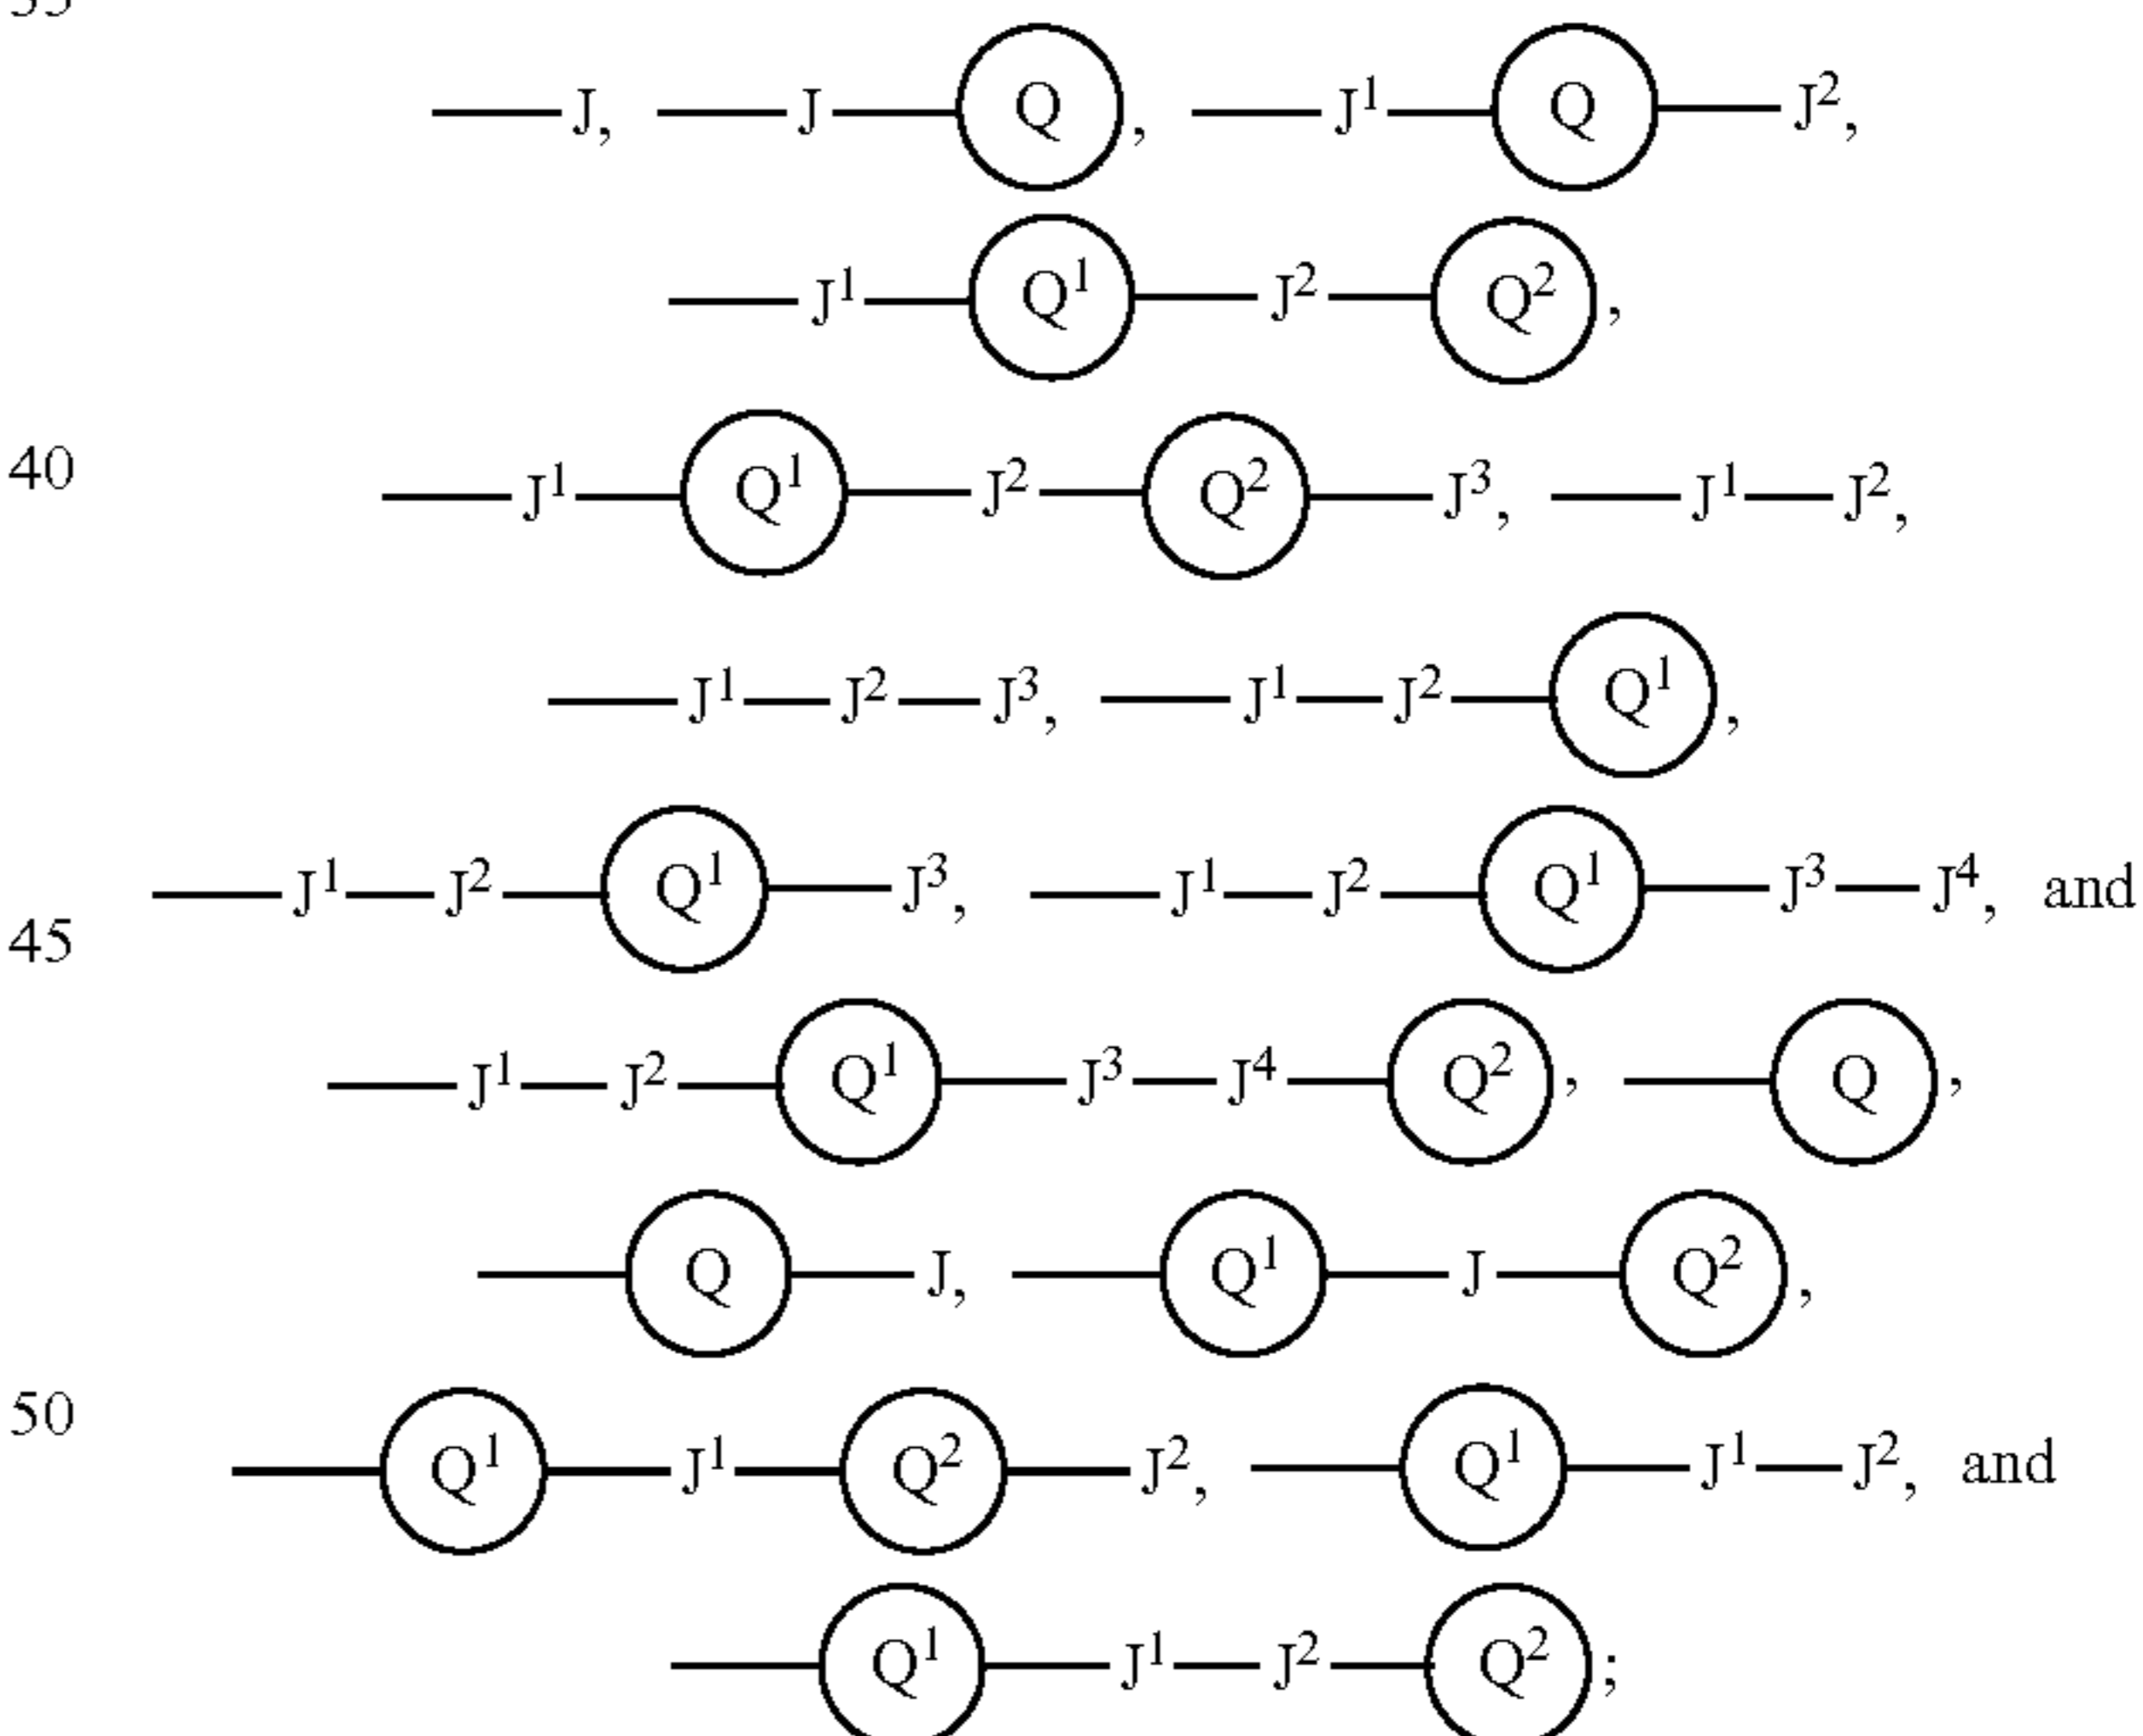 J, J Q, J¹ Q J²,
J¹ Q¹ J² Q²,
40 J¹ Q¹ J² Q² J³, J¹ J²,
J¹ J² J³, J¹ J² Q¹,
J¹ J² Q¹ J³, J¹ J² Q¹ J³ J⁴, and
45
J¹ J² Q¹ J³ J⁴ Q², Q,
Q J, Q¹ J Q²,
50
Q¹ J¹ Q² J², Q¹ J¹ J², and
Q¹ J¹ J² Q²;